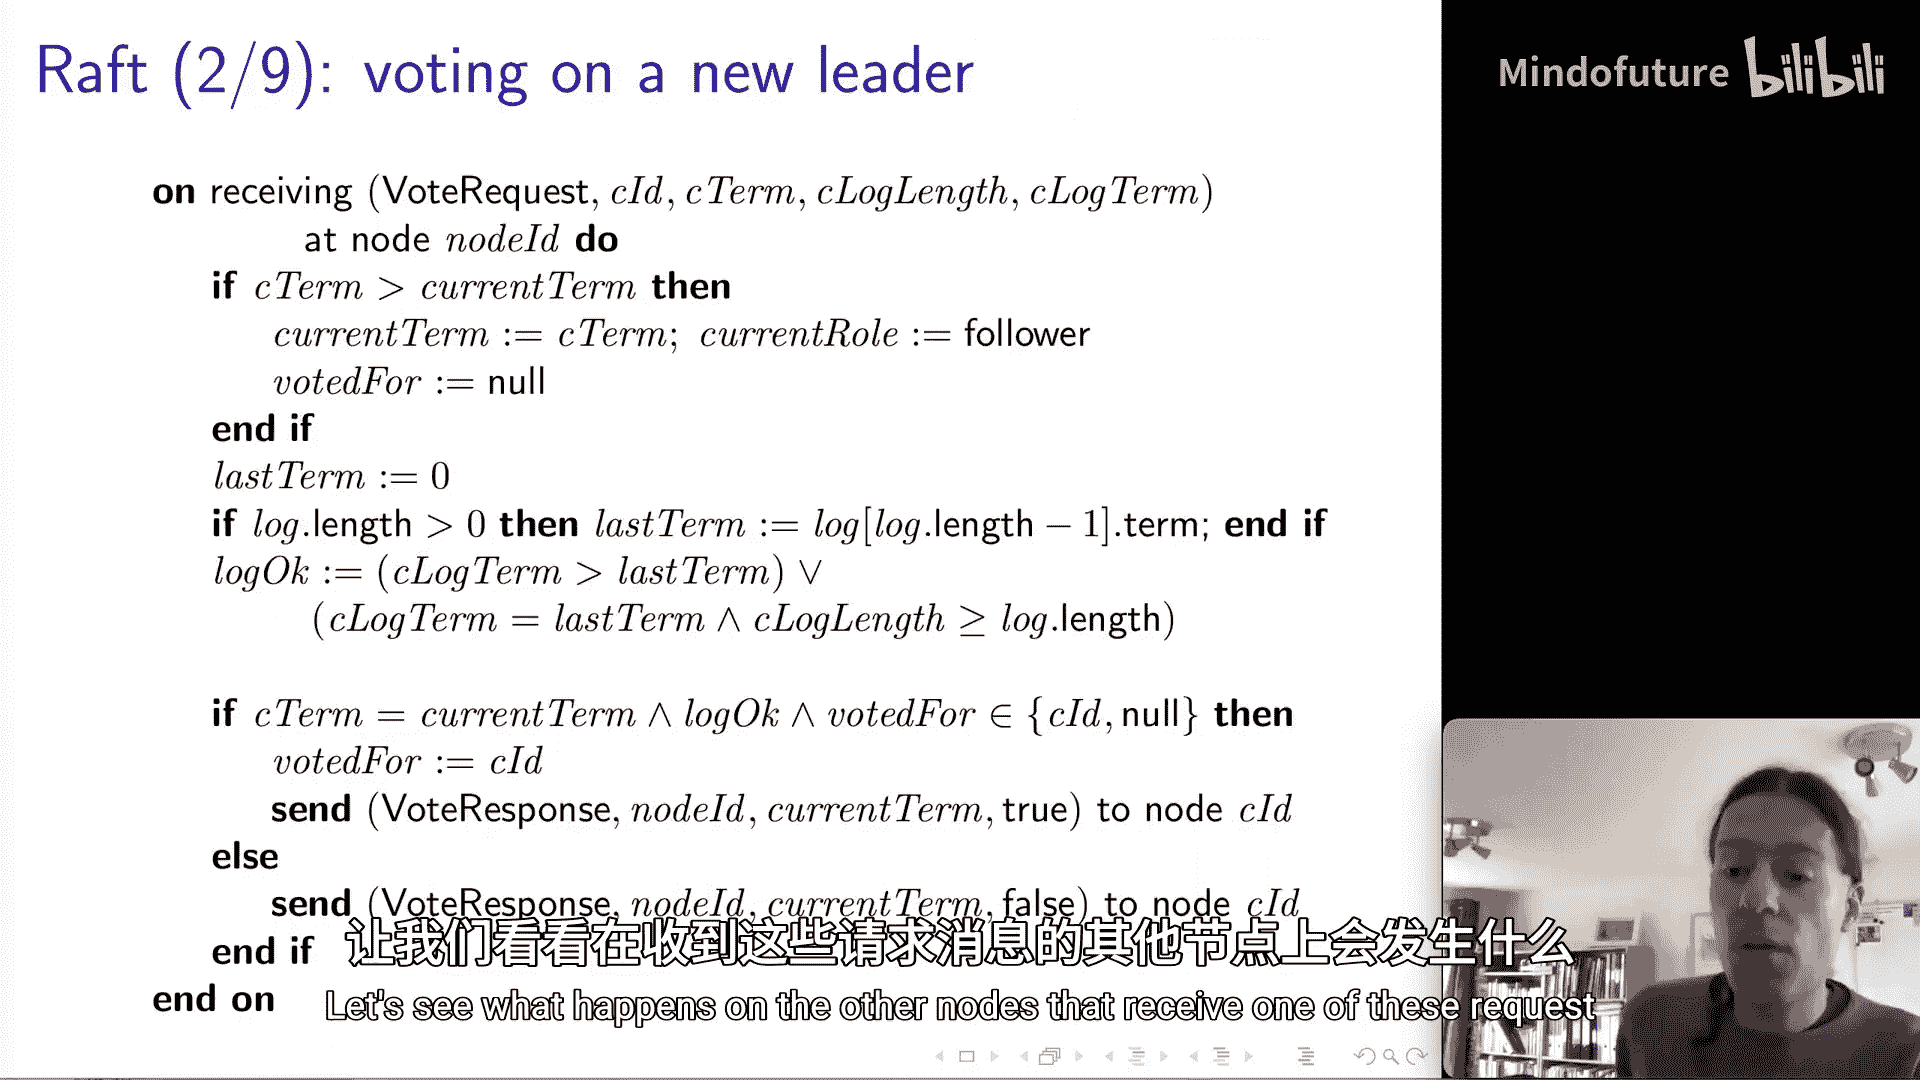 Raft (2/9): voting on a new leader
Mindofuture bilibili
on receiving (VoteRequest, cId, cTerm, cLogLength, cLogTerm)
at node nodeId do
if cTerm > currentTerm then
currentTerm := cTerm; currentRole := follower
votedFor := null
end if
lastTerm := 0
if log.length > 0 then lastTerm := log[log.length − 1].term; end if
logOk := (cLogTerm > lastTerm) ∨
(cLogTerm = lastTerm ∧ cLogLength ≥ log.length)
if cTerm = currentTerm ∧ logOk ∧ votedFor ∈ {cId, null} then
votedFor := cId
send (VoteResponse, nodeId, currentTerm, true) to node cId
else
send (VoteResponse, nodeId, currentTerm, false) to node cId
end if
让我们看看在收到这些请求消息的其他节点上会发生什么
end on
Let's see what happens on the other nodes that receive one of these request